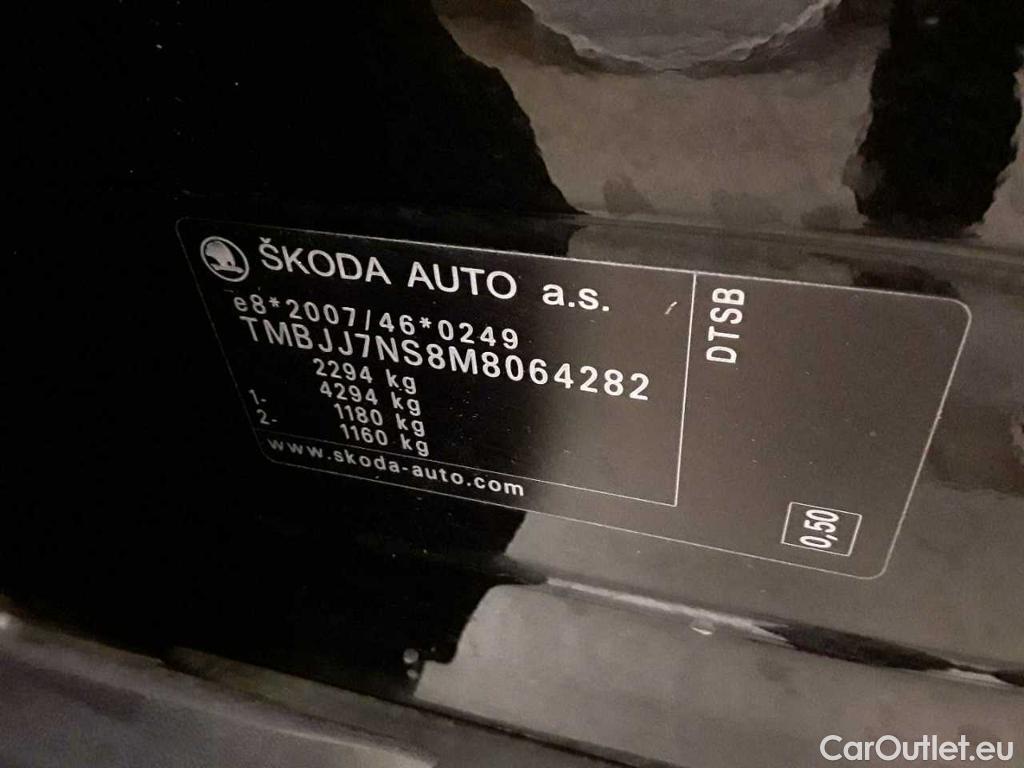 ŠKODA AUTO a.s.
e8*2007/46*0249
TMBJJ7NS8M8064282
2294 kg
4294 kg
1- 1180 kg
2- 1160 kg
www.skoda-auto.com
DTSB
0,50
CarOutlet.eu